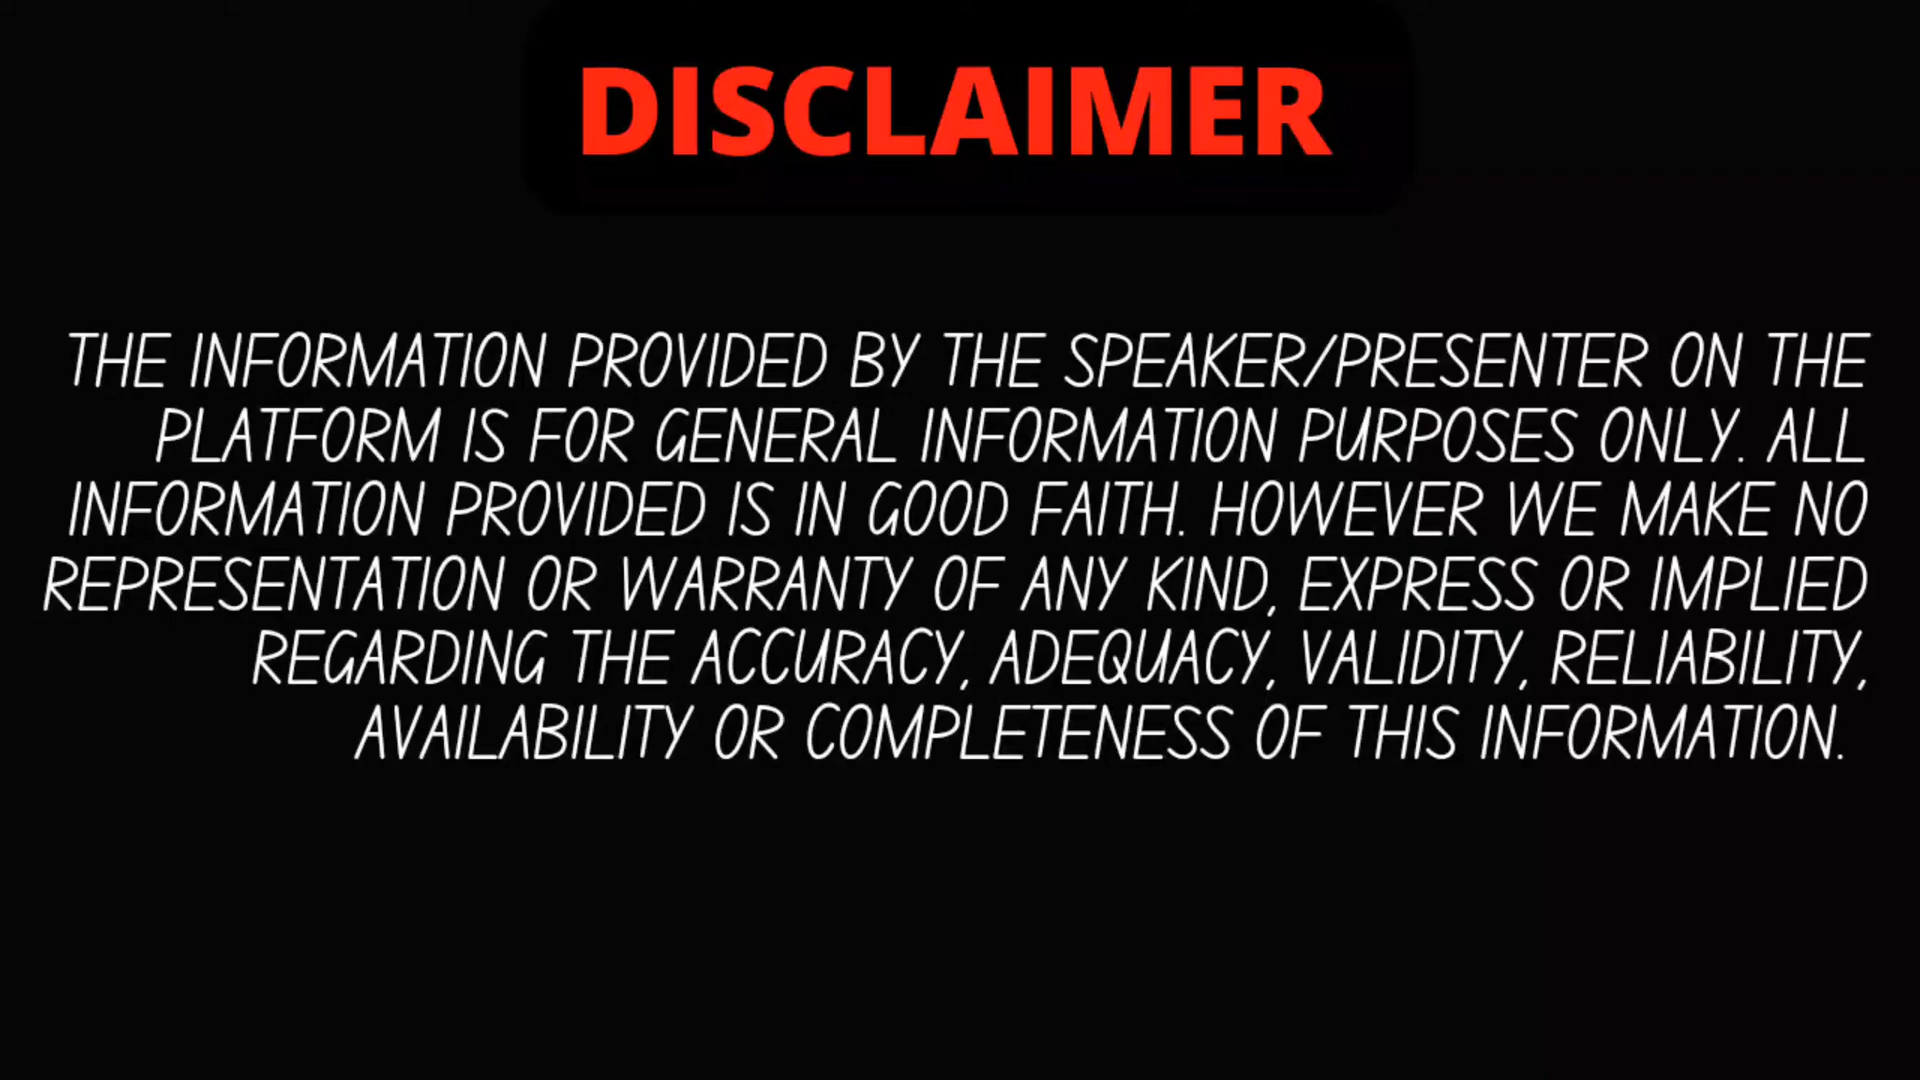 DISCLAIMER
THE INFORMATION PROVIDED BY THE SPEAKER/PRESENTER ON THE
PLATFORM IS FOR GENERAL INFORMATION PURPOSES ONLY. ALL
INFORMATION PROVIDED IS IN GOOD FAITH. HOWEVER WE MAKE NO
REPRESENTATION OR WARRANTY OF ANY KIND, EXPRESS OR IMPLIED
REGARDING THE ACCURACY, ADEQUACY, VALIDITY, RELIABILITY,
AVAILABILITY OR COMPLETENESS OF THIS INFORMATION.